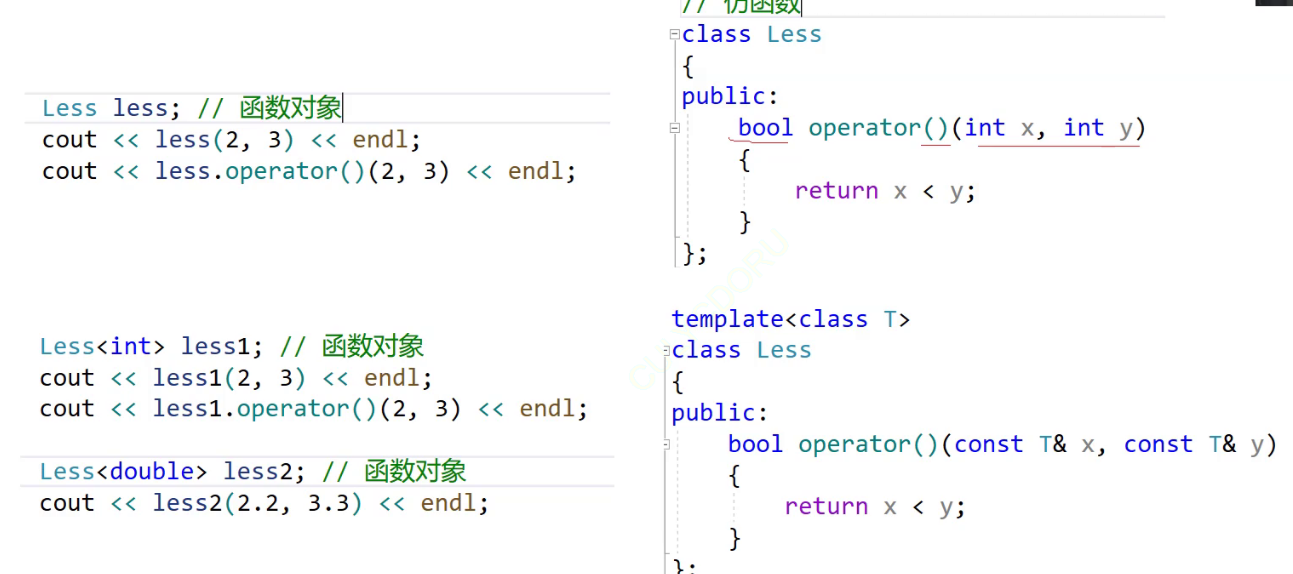 Less less; // 函数对象
cout << less(2, 3) << endl;
cout << less.operator()(2, 3) << endl;
// 仿函数
class Less
{
public:
bool operator()(int x, int y)
{
return x < y;
}
};
Less<int> less1; // 函数对象
cout << less1(2, 3) << endl;
cout << less1.operator()(2, 3) << endl;
Less<double> less2; // 函数对象
cout << less2(2.2, 3.3) << endl;
template<class T>
class Less
{
public:
bool operator()(const T& x, const T& y)
{
return x < y;
}
};